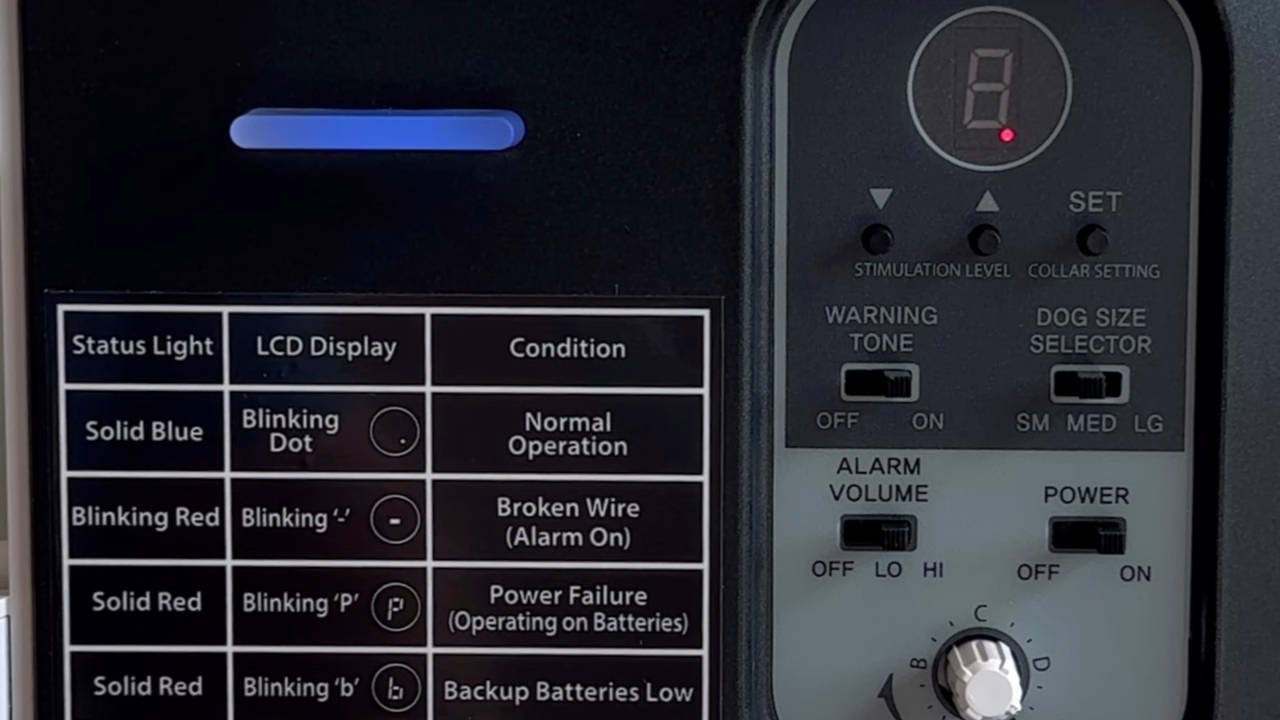 Status Light LCD Display Condition
Solid Blue Blinking Dot Normal Operation
Blinking Red Blinking '-' - Broken Wire (Alarm On)
Solid Red Blinking 'P' P Power Failure (Operating on Batteries)
Solid Red Blinking 'b' b Backup Batteries Low
8.
▼ ▲ SET
STIMULATION LEVEL COLLAR SETTING
WARNING TONE
OFF ON
DOG SIZE SELECTOR
SM MED LG
ALARM VOLUME
OFF LO HI
POWER
OFF ON
B C D